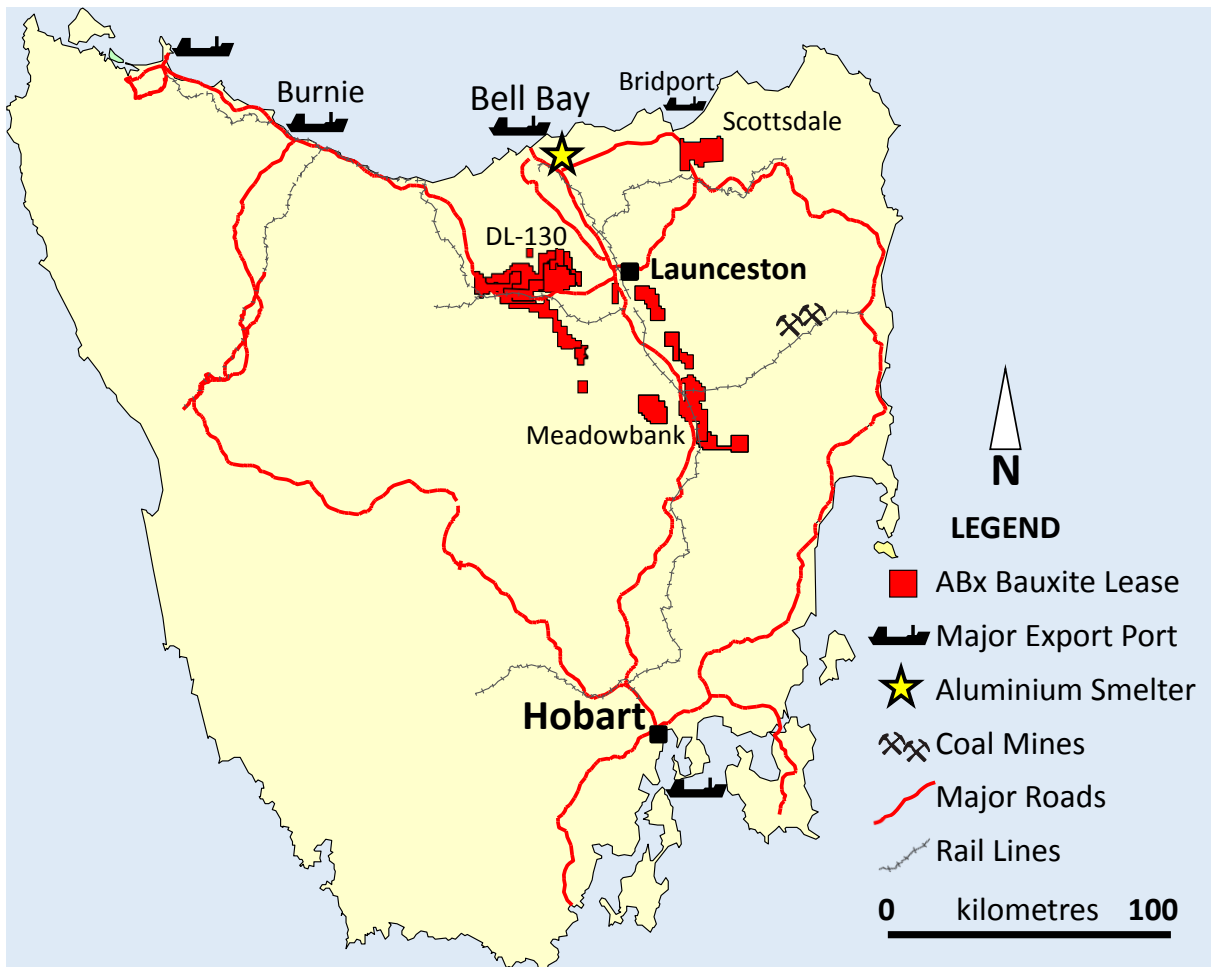 Burnie
Bell Bay
Bridport
Scottsdale
DL-130
Launceston
Meadowbank
Hobart
N
LEGEND
ABx Bauxite Lease
Major Export Port
Aluminium Smelter
Coal Mines
Major Roads
Rail Lines
0 kilometres 100